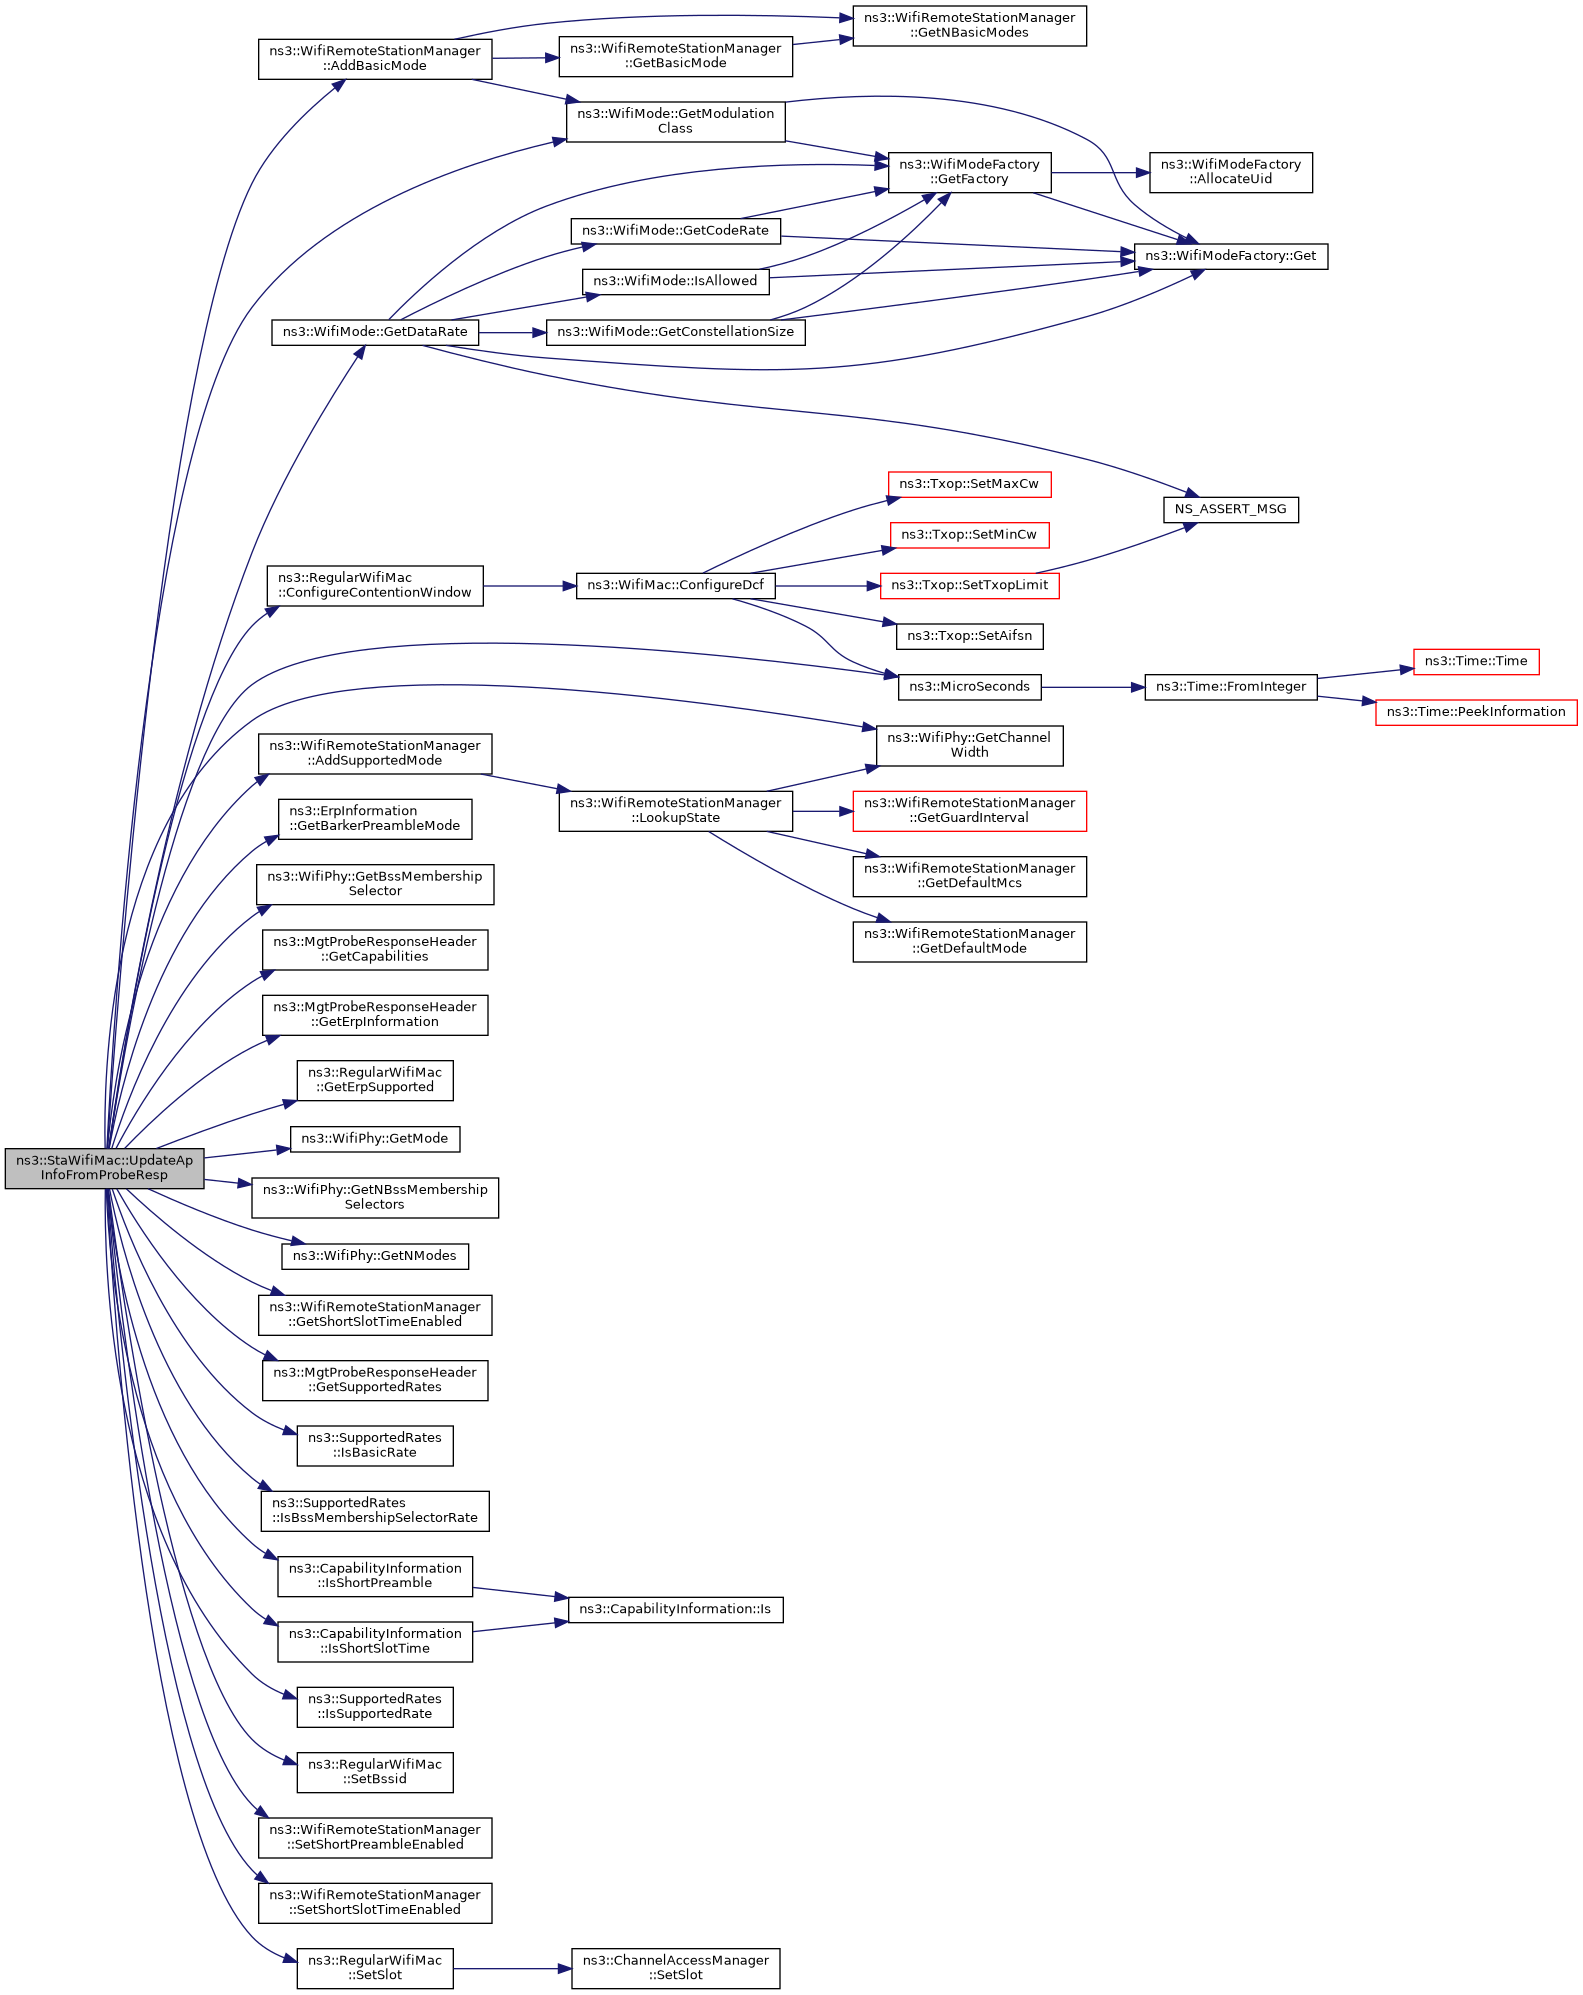 ns3::WifiRemoteStationManager
::GetNBasicModes
ns3::WifiRemoteStationManager
::AddBasicMode
ns3::WifiRemoteStationManager
::GetBasicMode
ns3::WifiMode::GetModulation
Class
ns3::WifiModeFactory
::GetFactory
ns3::WifiModeFactory
::AllocateUid
ns3::WifiMode::GetCodeRate
ns3::WifiModeFactory::Get
ns3::WifiMode::IsAllowed
ns3::WifiMode::GetDataRate
ns3::WifiMode::GetConstellationSize
ns3::Txop::SetMaxCw
NS_ASSERT_MSG
ns3::Txop::SetMinCw
ns3::RegularWifiMac
::ConfigureContentionWindow
ns3::WifiMac::ConfigureDcf
ns3::Txop::SetTxopLimit
ns3::Txop::SetAifsn
ns3::Time::Time
ns3::MicroSeconds
ns3::Time::FromInteger
ns3::Time::PeekInformation
ns3::WifiPhy::GetChannel
Width
ns3::WifiRemoteStationManager
::AddSupportedMode
ns3::WifiRemoteStationManager
::LookupState
ns3::WifiRemoteStationManager
::GetGuardInterval
ns3::ErpInformation
::GetBarkerPreambleMode
ns3::WifiRemoteStationManager
::GetDefaultMcs
ns3::WifiPhy::GetBssMembership
Selector
ns3::WifiRemoteStationManager
::GetDefaultMode
ns3::MgtProbeResponseHeader
::GetCapabilities
ns3::MgtProbeResponseHeader
::GetErpInformation
ns3::RegularWifiMac
::GetErpSupported
ns3::WifiPhy::GetMode
ns3::StaWifiMac::UpdateAp
InfoFromProbeResp
ns3::WifiPhy::GetNBssMembership
Selectors
ns3::WifiPhy::GetNModes
ns3::WifiRemoteStationManager
::GetShortSlotTimeEnabled
ns3::MgtProbeResponseHeader
::GetSupportedRates
ns3::SupportedRates
::IsBasicRate
ns3::SupportedRates
::IsBssMembershipSelectorRate
ns3::CapabilityInformation
::IsShortPreamble
ns3::CapabilityInformation::Is
ns3::CapabilityInformation
::IsShortSlotTime
ns3::SupportedRates
::IsSupportedRate
ns3::RegularWifiMac
::SetBssid
ns3::WifiRemoteStationManager
::SetShortPreambleEnabled
ns3::WifiRemoteStationManager
::SetShortSlotTimeEnabled
ns3::RegularWifiMac
::SetSlot
ns3::ChannelAccessManager
::SetSlot